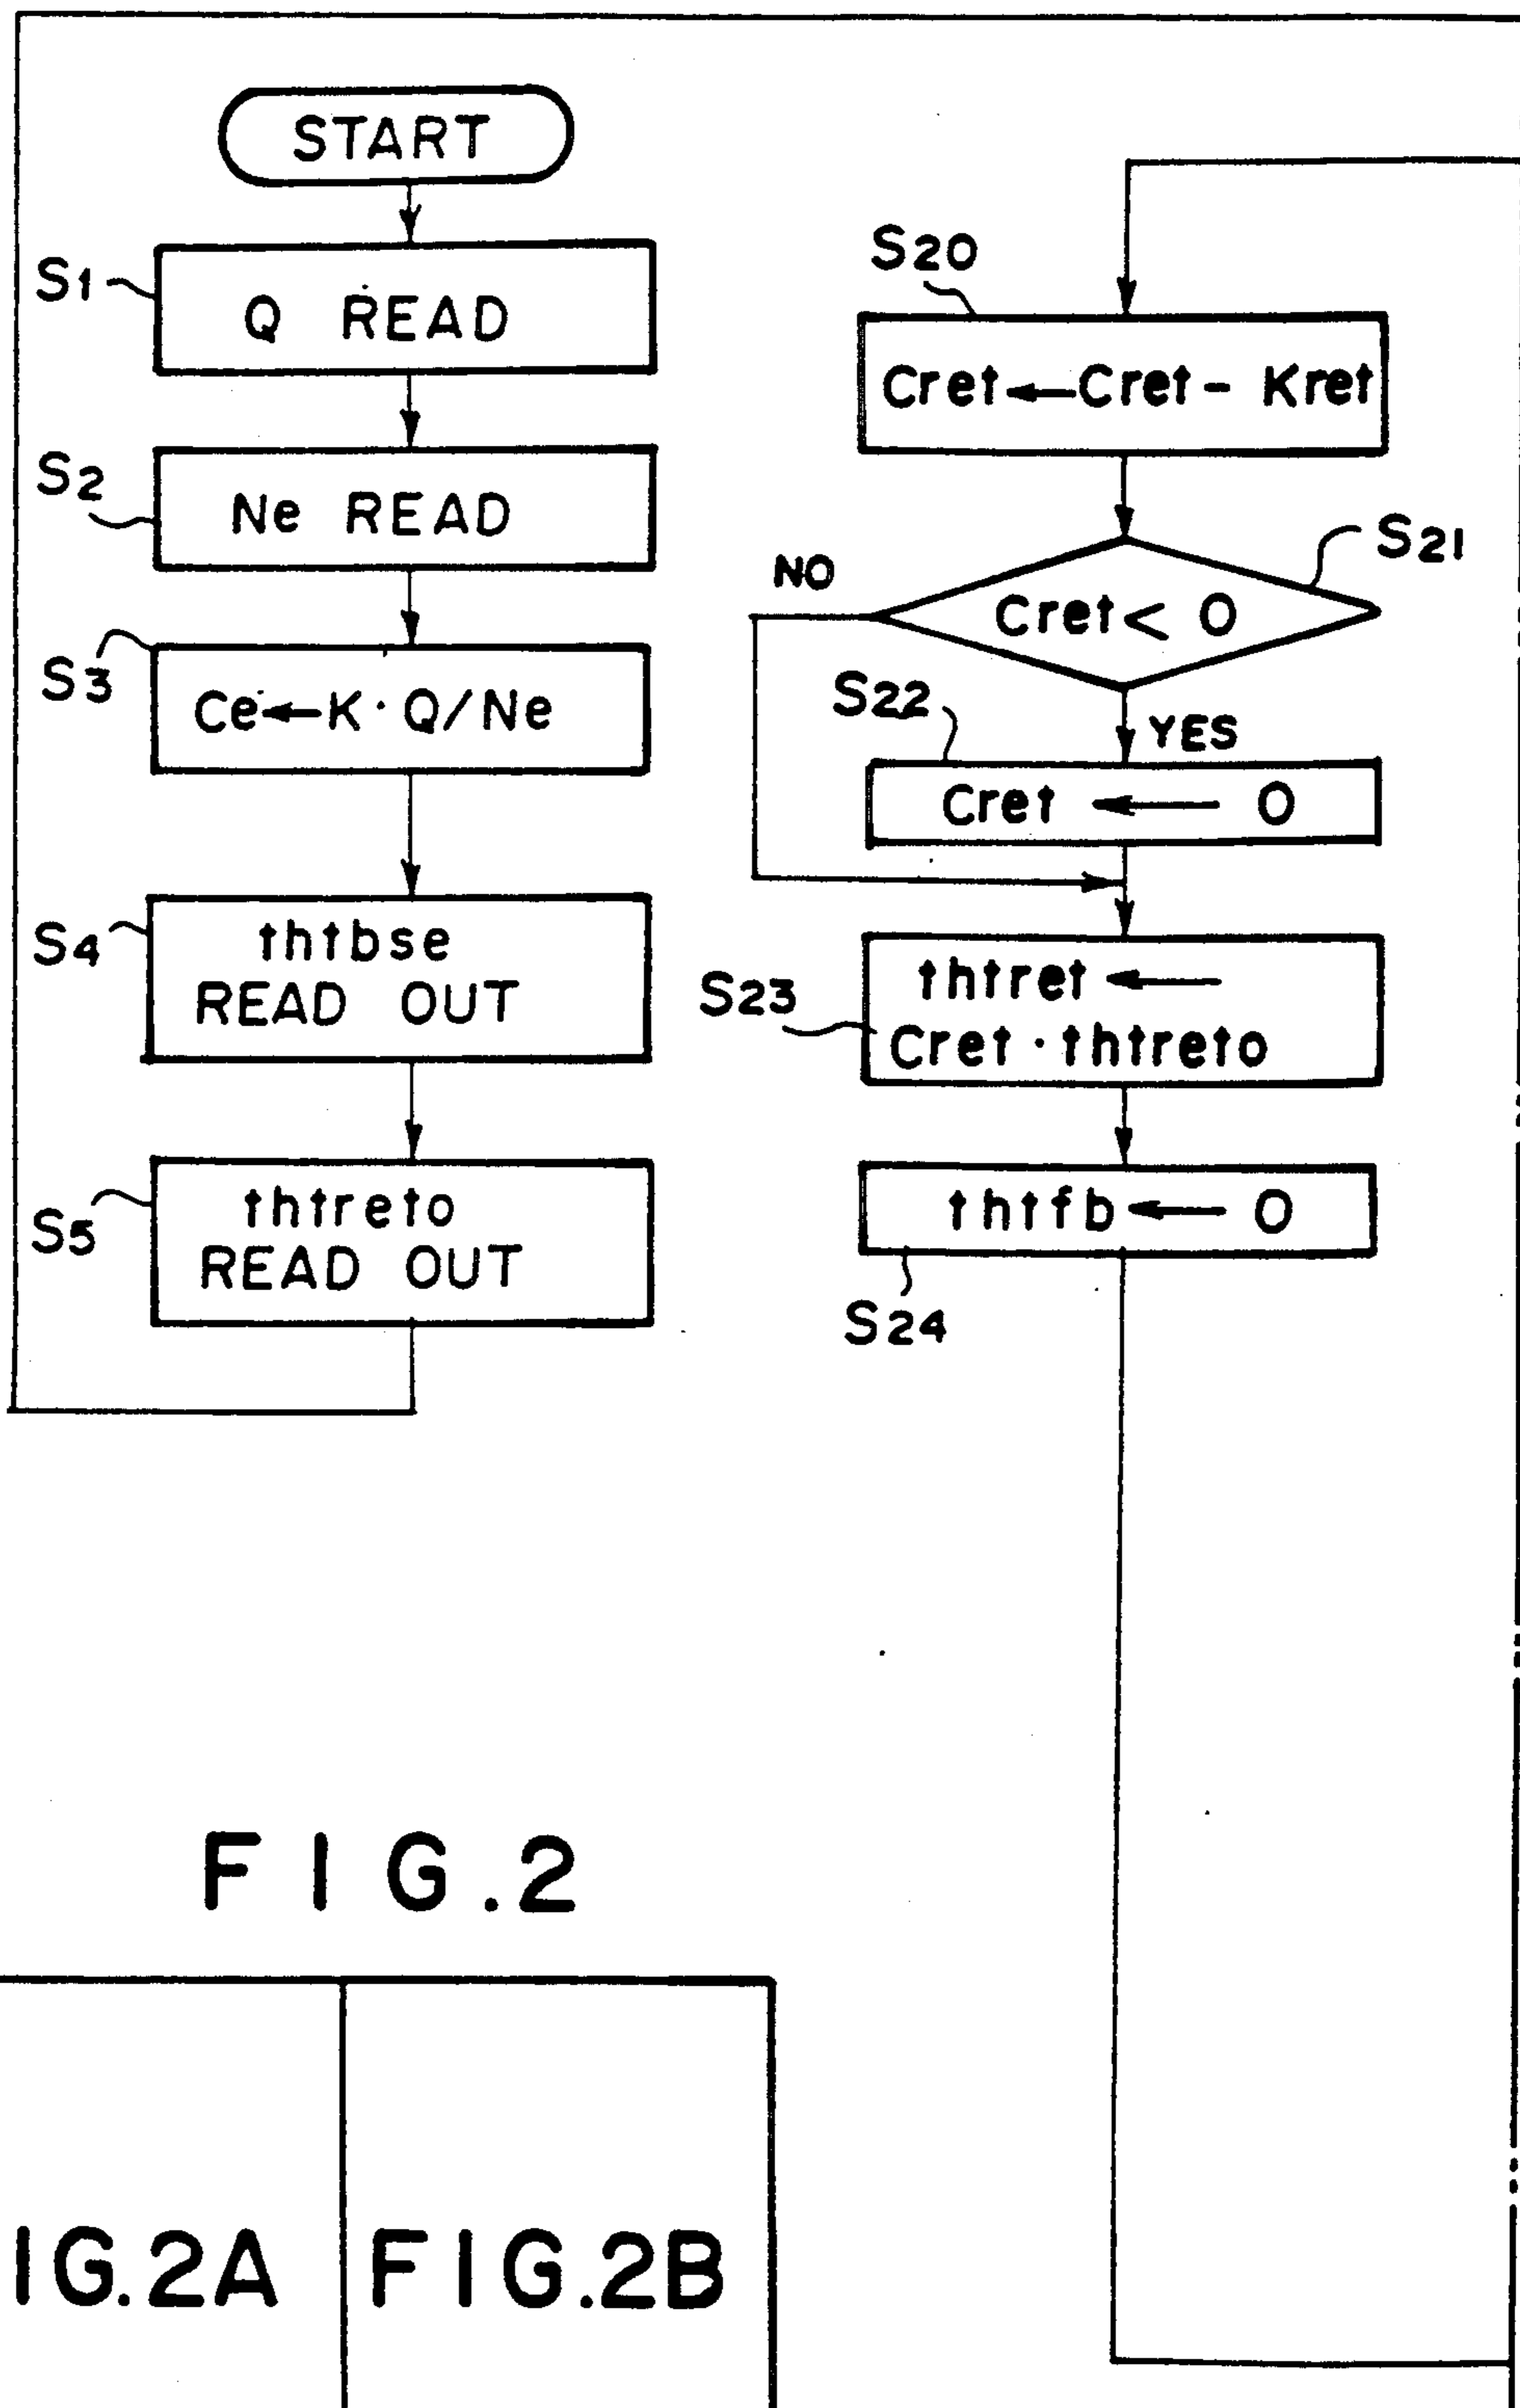 START
S1
Q READ
S2
Ne READ
S3
Ce←K·Q/Ne
S4
thtbse
READ OUT
S5
thtreto
READ OUT
S20
Cret←Cret- Kret
S21
NO
Cret< 0
S22
YES
Cret ← 0
S23
thtret ←
Cret·thtreto
thtfb← 0
S24
FIG.2
IG.2A
FIG.2B